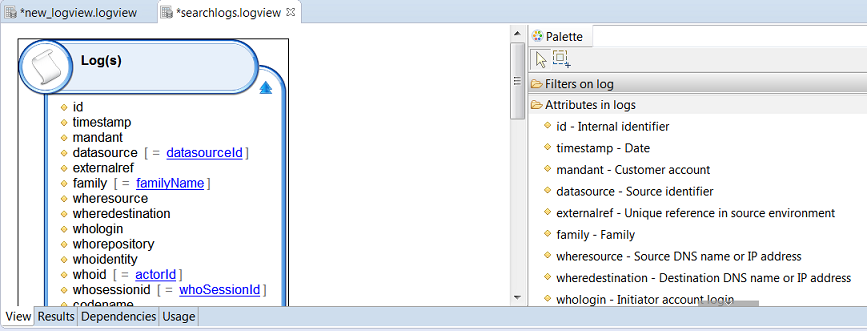 *new_logview.logview
*searchlogs.logview
Log(s)
id
timestamp
mandant
datasource [ = datasourceId ]
externalref
family [ = familyName ]
wheresource
wheredestination
whologin
whorepository
whoidentity
whoid [ = actorId ]
whosessionid [ = whoSessionId ]
codename
Palette
Filters on log
Attributes in logs
id - Internal identifier
timestamp - Date
mandant - Customer account
datasource - Source identifier
externalref - Unique reference in source environment
family - Family
wheresource - Source DNS name or IP address
wheredestination - Destination DNS name or IP address
whologin - Initiator account login
View Results Dependencies Usage